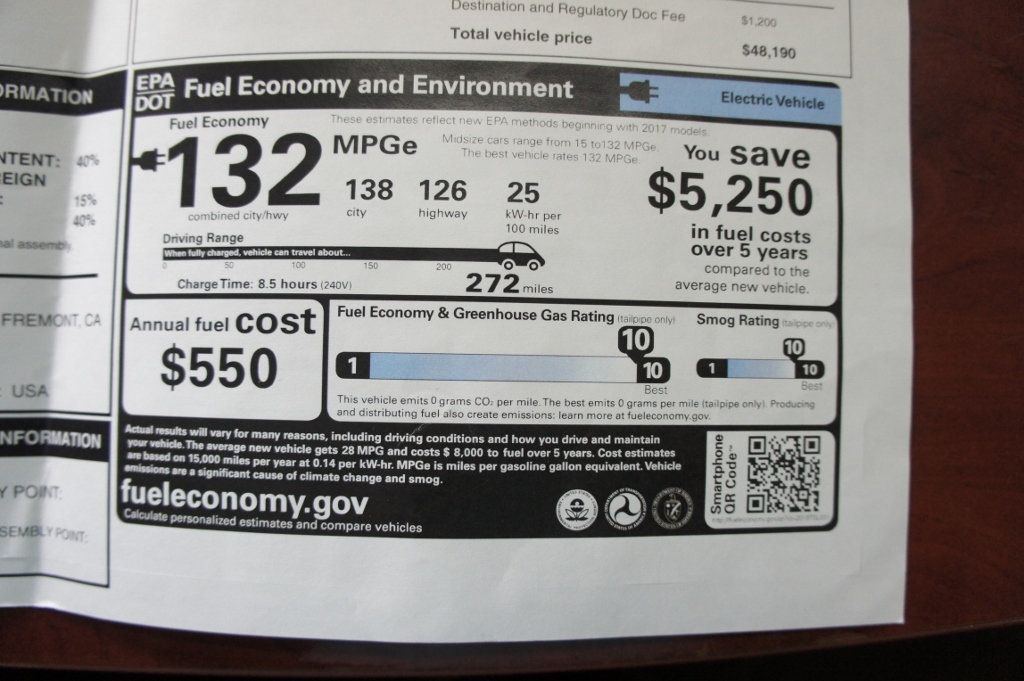 Destination and Regulatory Doc Fee $1,200
Total vehicle price $48,190
ORMATION
NTENT: 40%
EIGN
: 15%
40%
al assembly
FREMONT, CA
: USA
NFORMATION
Y POINT:
SEMBLY POINT:
EPA
DOT
Fuel Economy and Environment
Electric Vehicle
Fuel Economy
These estimates reflect new EPA methods beginning with 2017 models.
132 MPGe
Midsize cars range from 15 to132 MPGe.
The best vehicle rates 132 MPGe.
combined city/hwy
138
city
126
highway
25
kW-hr per
100 miles
You save
$5,250
in fuel costs
over 5 years
compared to the
average new vehicle.
Driving Range
When fully charged, vehicle can travel about...
0 50 100 150 200
272 miles
Charge Time: 8.5 hours (240V)
Annual fuel cost
$550
Fuel Economy & Greenhouse Gas Rating (tailpipe only)
10
1 10
Best
Smog Rating (tailpipe only)
10
1 10
Best
This vehicle emits 0 grams CO₂ per mile. The best emits 0 grams per mile (tailpipe only). Producing
and distributing fuel also create emissions: learn more at fueleconomy.gov.
Actual results will vary for many reasons, including driving conditions and how you drive and maintain
your vehicle. The average new vehicle gets 28 MPG and costs $ 8,000 to fuel over 5 years. Cost estimates
are based on 15,000 miles per year at 0.14 per kW-hr. MPGe is miles per gasoline gallon equivalent. Vehicle
emissions are a significant cause of climate change and smog.
fueleconomy.gov
Calculate personalized estimates and compare vehicles
Smartphone
QR Code™